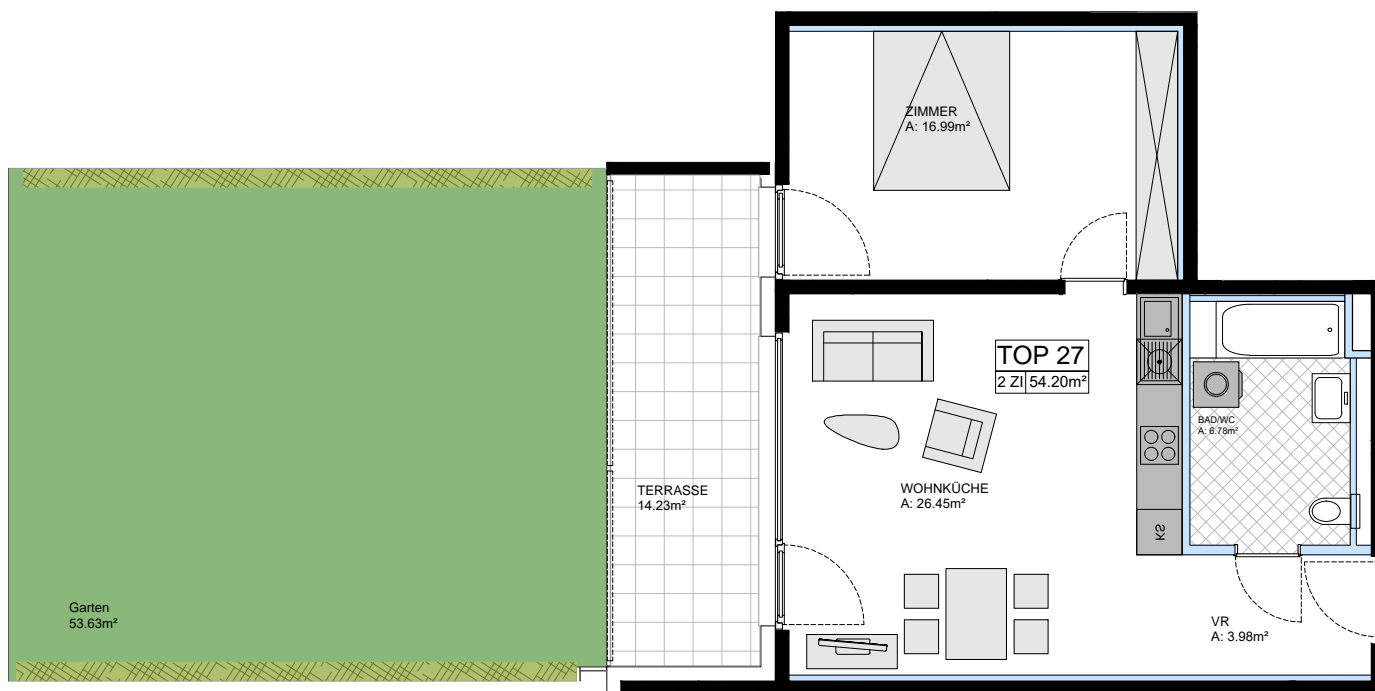 ZIMMER
A: 16.99m²
TOP 27
2 ZI 54.20m²
BAD/WC
A: 6.78m²
TERRASSE
14.23m²
WOHNKÜCHE
A: 26.45m²
KS
Garten
53.63m²
VR
A: 3.98m²